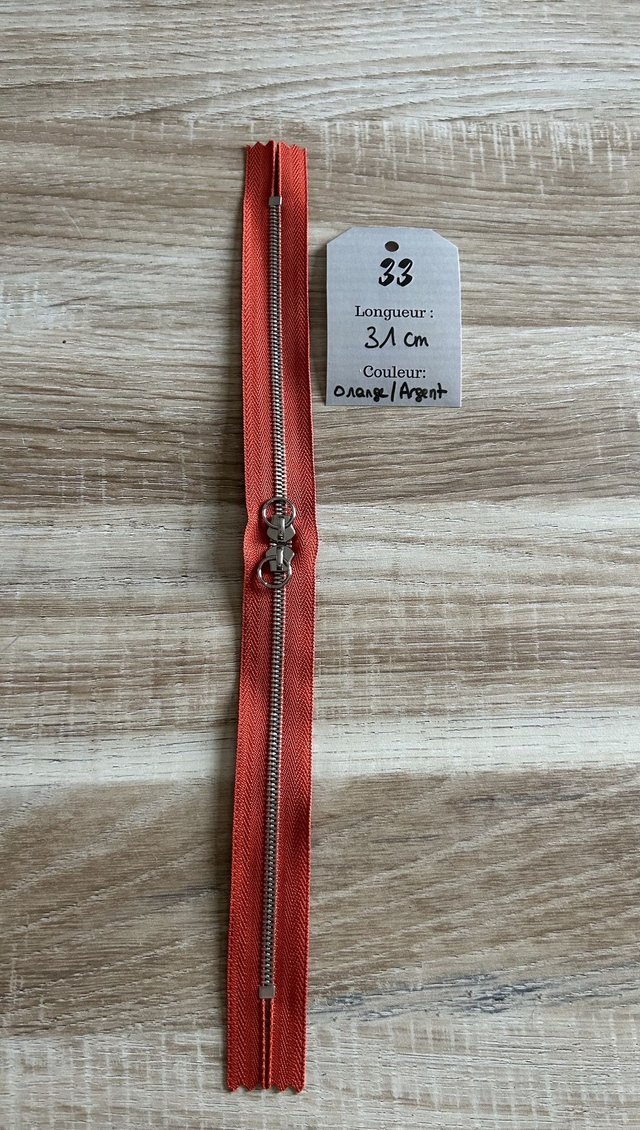 33
Longueur :
31 cm
Couleur:
Orange/Argent